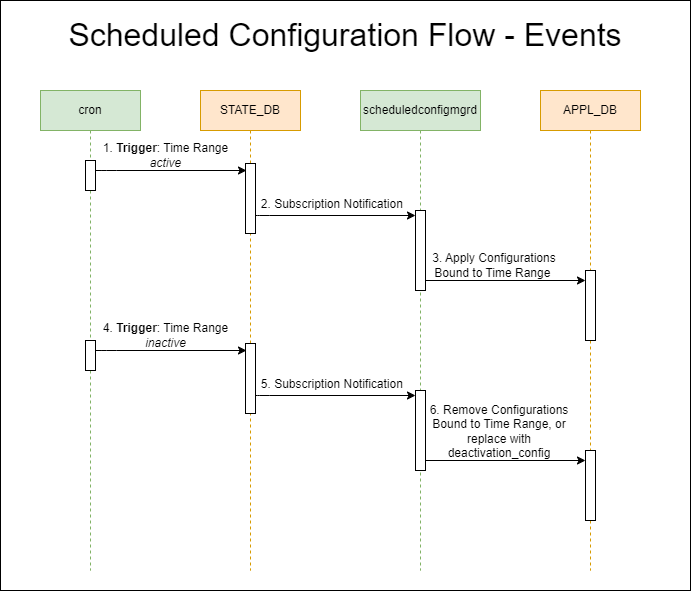 Scheduled Configuration Flow - Events
cron
STATE_DB
scheduledconfigmgrd
APPL_DB
1. Trigger: Time Range
active
2. Subscription Notification
3. Apply Configurations
Bound to Time Range
4. Trigger: Time Range
inactive
5. Subscription Notification
6. Remove Configurations
Bound to Time Range, or
replace with
deactivation_config